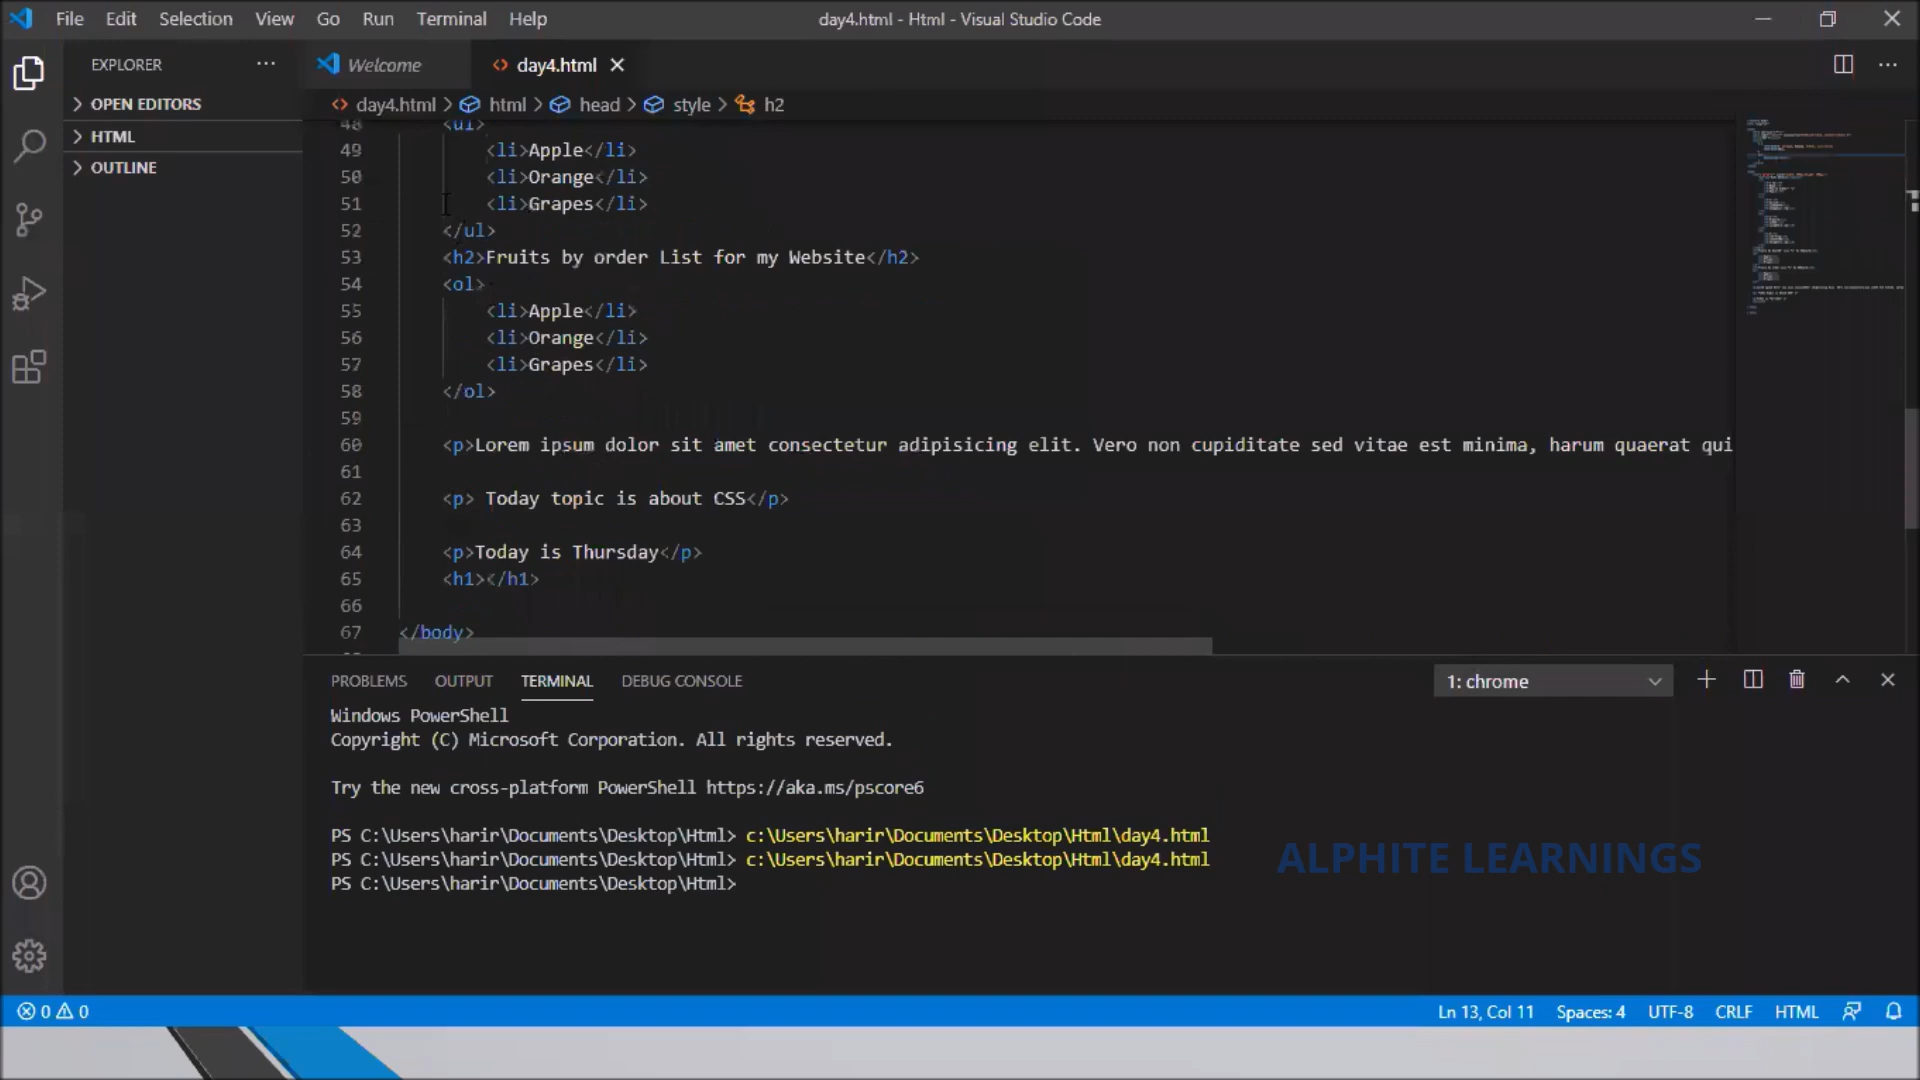 File Edit Selection View Go Run Terminal Help day4.html - Html - Visual Studio Code
EXPLORER ···
Welcome
day4.html
OPEN EDITORS
HTML
OUTLINE
day4.html > html > head > style > h2
48 <ul>
49 <li>Apple</li>
50 <li>Orange</li>
51 <li>Grapes</li>
52 </ul>
53 <h2>Fruits by order List for my Website</h2>
54 <ol>
55 <li>Apple</li>
56 <li>Orange</li>
57 <li>Grapes</li>
58 </ol>
59
60 <p>Lorem ipsum dolor sit amet consectetur adipisicing elit. Vero non cupiditate sed vitae est minima, harum quaerat qui
61
62 <p> Today topic is about CSS</p>
63
64 <p>Today is Thursday</p>
65 <h1></h1>
66
67 </body>
PROBLEMS OUTPUT TERMINAL DEBUG CONSOLE 1: chrome
Windows PowerShell
Copyright (C) Microsoft Corporation. All rights reserved.
Try the new cross-platform PowerShell https://aka.ms/pscore6
PS C:\Users\harir\Documents\Desktop\Html> c:\Users\harir\Documents\Desktop\Html\day4.html
PS C:\Users\harir\Documents\Desktop\Html> c:\Users\harir\Documents\Desktop\Html\day4.html
PS C:\Users\harir\Documents\Desktop\Html>
ALPHITE LEARNINGS
0 0 Ln 13, Col 11 Spaces: 4 UTF-8 CRLF HTML